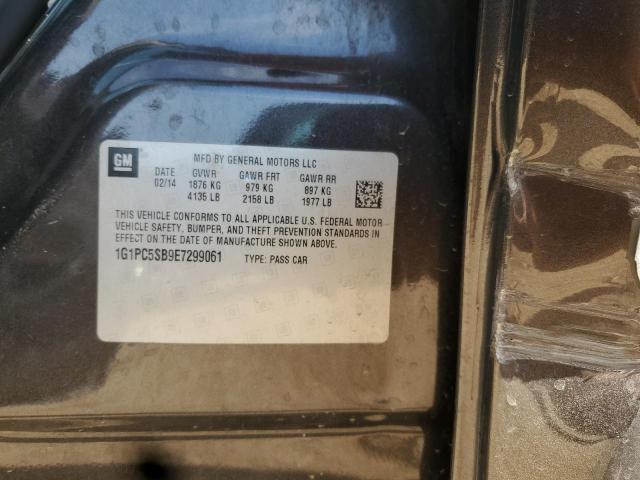 GM
MFD BY GENERAL MOTORS LLC
DATE GVWR GAWR FRT GAWR RR
02/14 1876 KG 979 KG 897 KG
4135 LB 2158 LB 1977 LB
THIS VEHICLE CONFORMS TO ALL APPLICABLE U.S. FEDERAL MOTOR
VEHICLE SAFETY, BUMPER, AND THEFT PREVENTION STANDARDS IN
EFFECT ON THE DATE OF MANUFACTURE SHOWN ABOVE.
1G1PC5SB9E7299061 TYPE: PASS CAR